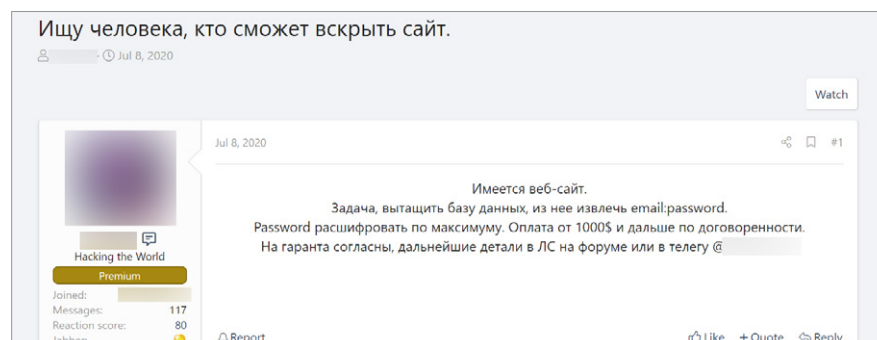 Ищу человека, кто сможет вскрыть сайт.
Jul 8, 2020
Watch
Jul 8, 2020
#1
Имеется веб-сайт.
Задача, вытащить базу данных, из нее извлечь email:password.
Password расшифровать по максимуму. Оплата от 1000$ и дальше по договоренности.
На гаранта согласны, дальнейшие детали в ЛС на форуме или в телегу @
Hacking the World
Premium
Joined:
Messages: 117
Reaction score: 80
Report
Like + Quote Reply